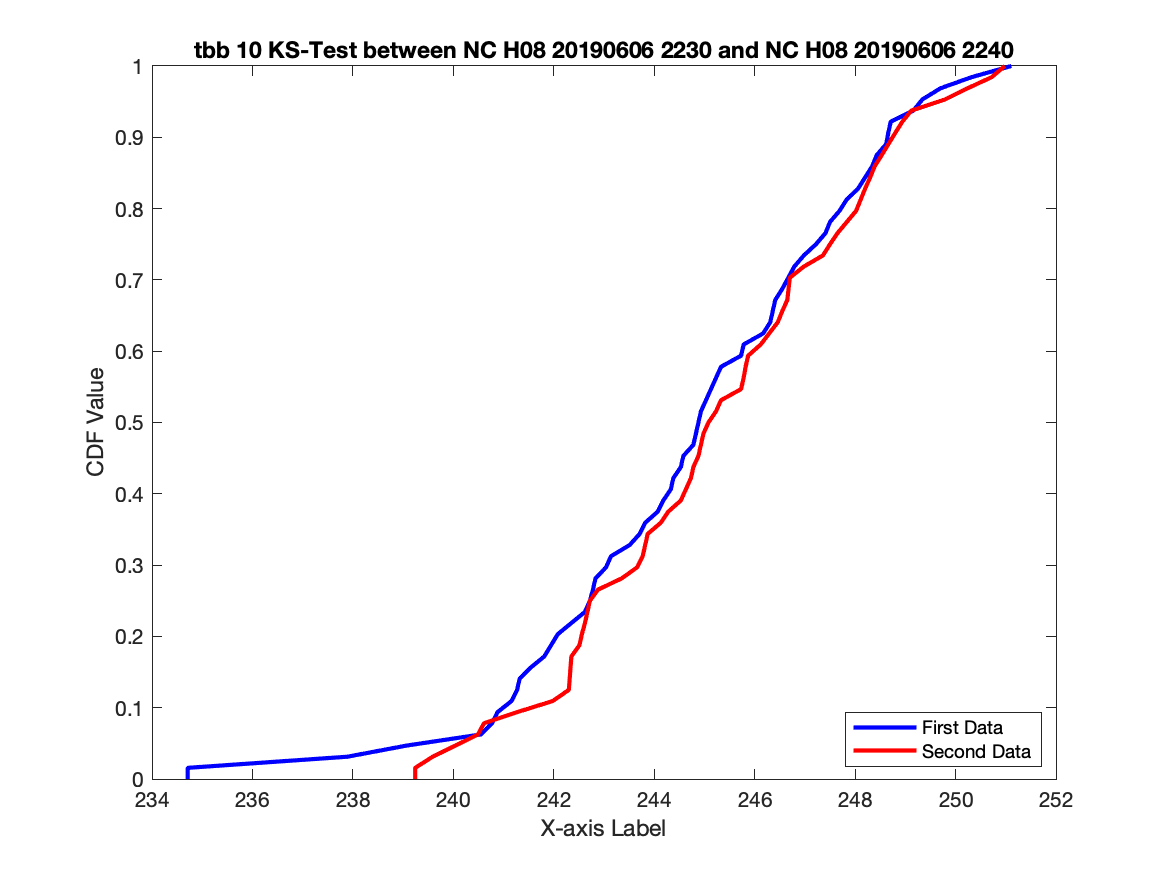 tbb 10 KS-Test between NC H08 20190606 2230 and NC H08 20190606 2240
1
0.9
0.8
0.7
0.6
0.5
0.4
0.3
0.2
0.1
0
CDF Value
First Data
Second Data
234 236 238 240 242 244 246 248 250 252
X-axis Label